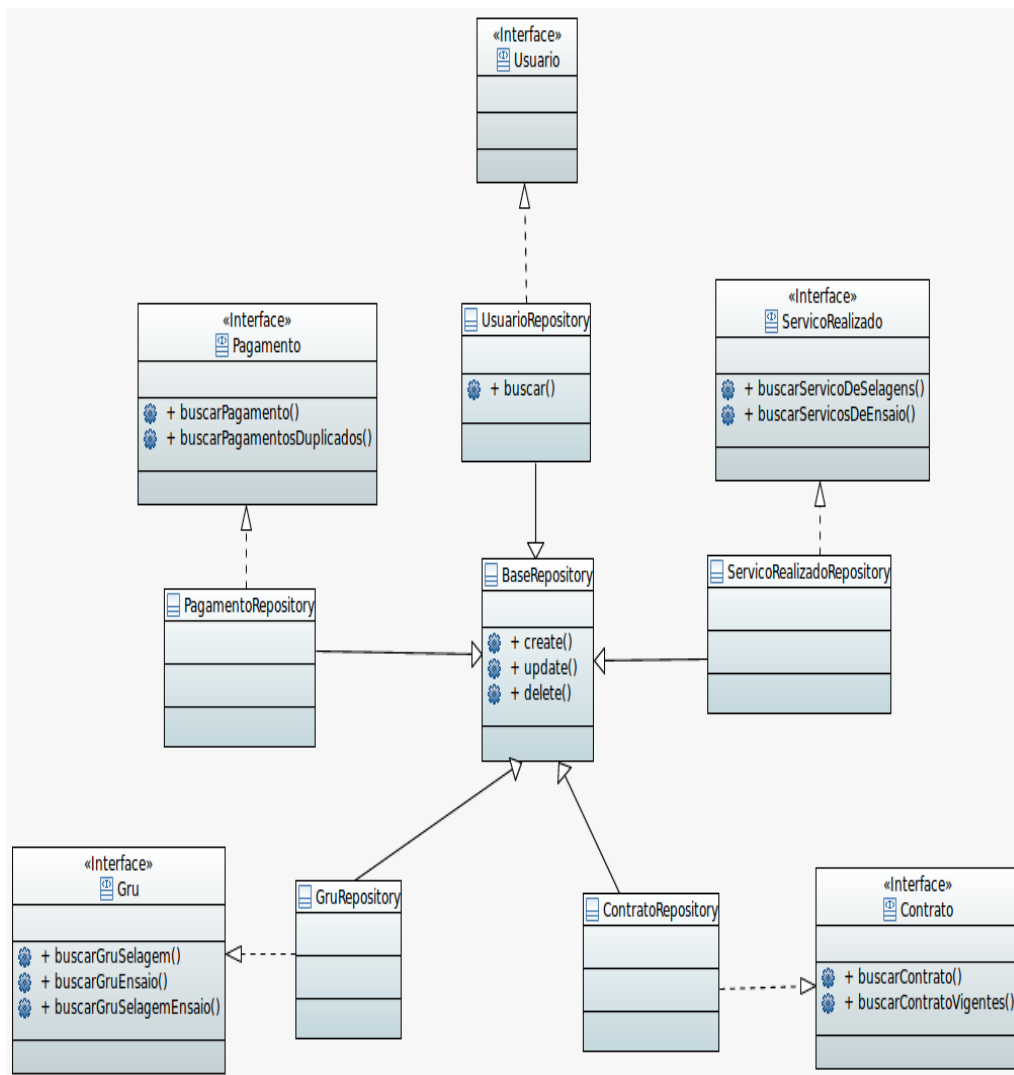 «Interface»
Usuario
UsuarioRepository
+ buscar()
«Interface»
Pagamento
+ buscarPagamento()
+ buscarPagamentosDuplicados()
«Interface»
ServicoRealizado
+ buscarServicoDeSelagens()
+ buscarServicosDeEnsaio()
PagamentoRepository
BaseRepository
+ create()
+ update()
+ delete()
ServicoRealizadoRepository
«Interface»
Gru
+ buscarGruSelagem()
+ buscarGruEnsaio()
+ buscarGruSelagemEnsaio()
GruRepository
ContratoRepository
«Interface»
Contrato
+ buscarContrato()
+ buscarContratoVigentes()